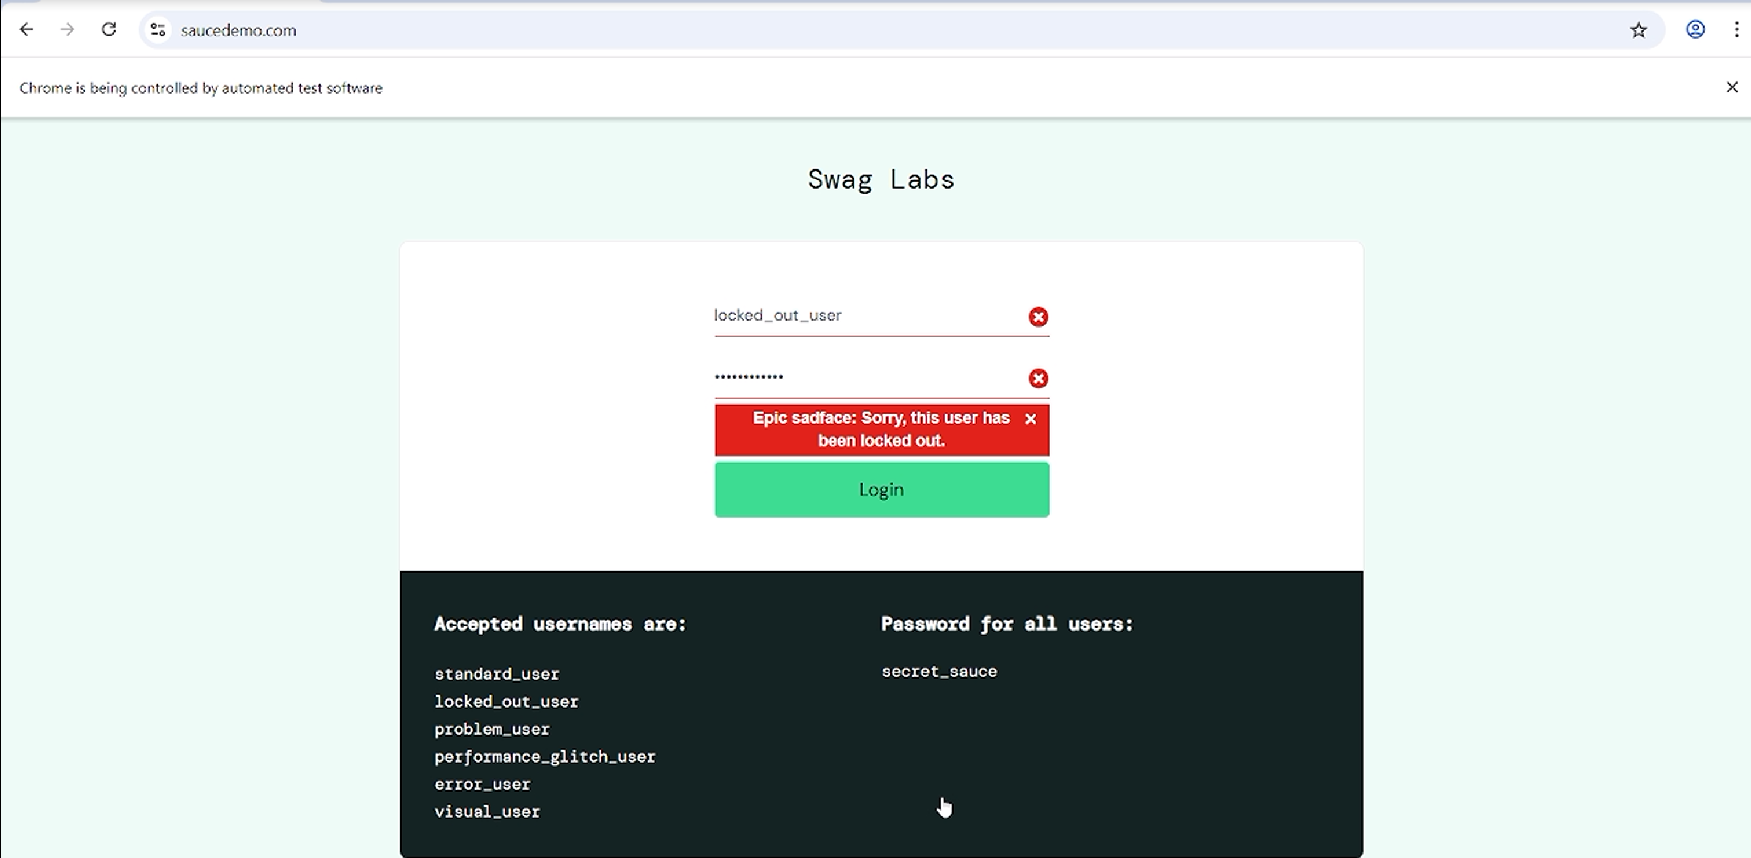 saucedemo.com
Chrome is being controlled by automated test software
Swag Labs
locked_out_user
••••••••••••
Epic sadface: Sorry, this user has
been locked out.
Login
Accepted usernames are:
standard_user
locked_out_user
problem_user
performance_glitch_user
error_user
visual_user
Password for all users:
secret_sauce